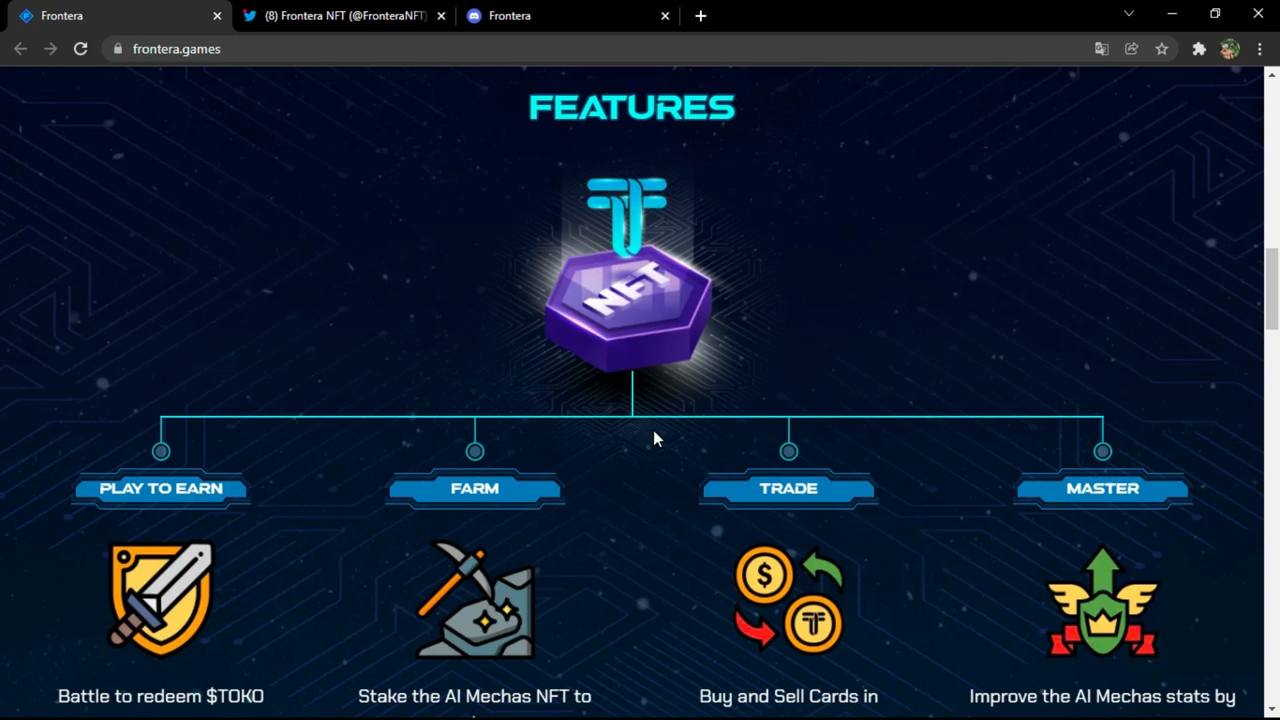 Frontera
(8) Frontera NFT (@FronteraNFT)
Frontera
frontera.games
FEATURES
NFT
PLAY TO EARN
FARM
TRADE
MASTER
$
Battle to redeem $TOKO
Stake the AI Mechas NFT to
Buy and Sell Cards in
Improve the AI Mechas stats by